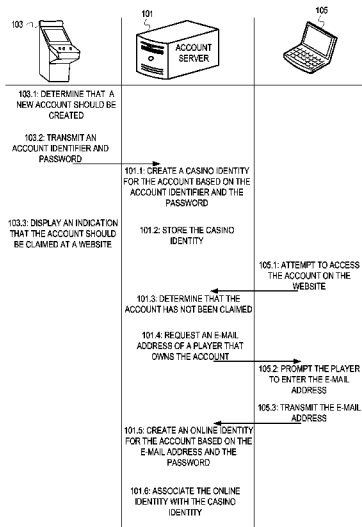 103
101
105
ACCOUNT
SERVER
103.1: DETERMINE THAT A
NEW ACCOUNT SHOULD BE
CREATED
103.2: TRANSMIT AN
ACCOUNT IDENTIFIER AND
PASSWORD
101.1: CREATE A CASINO IDENTITY
FOR THE ACCOUNT BASED ON THE
ACCOUNT IDENTIFIER AND THE
PASSWORD
103.3: DISPLAY AN INDICATION
THAT THE ACCOUNT SHOULD
BE CLAIMED AT A WEBSITE
101.2: STORE THE CASINO
IDENTITY
105.1: ATTEMPT TO ACCESS
THE ACCOUNT ON THE
WEBSITE
101.3: DETERMINE THAT THE
ACCOUNT HAS NOT BEEN CLAIMED
101.4: REQUEST AN E-MAIL
ADDRESS OF A PLAYER THAT
OWNS THE ACCOUNT
105.2: PROMPT THE PLAYER
TO ENTER THE E-MAIL
ADDRESS
105.3: TRANSMIT THE E-MAIL
ADDRESS
101.5: CREATE AN ONLINE IDENTITY
FOR THE ACCOUNT BASED ON THE
E-MAIL ADDRESS AND THE
PASSWORD
101.6: ASSOCIATE THE ONLINE
IDENTITY WITH THE CASINO
IDENTITY